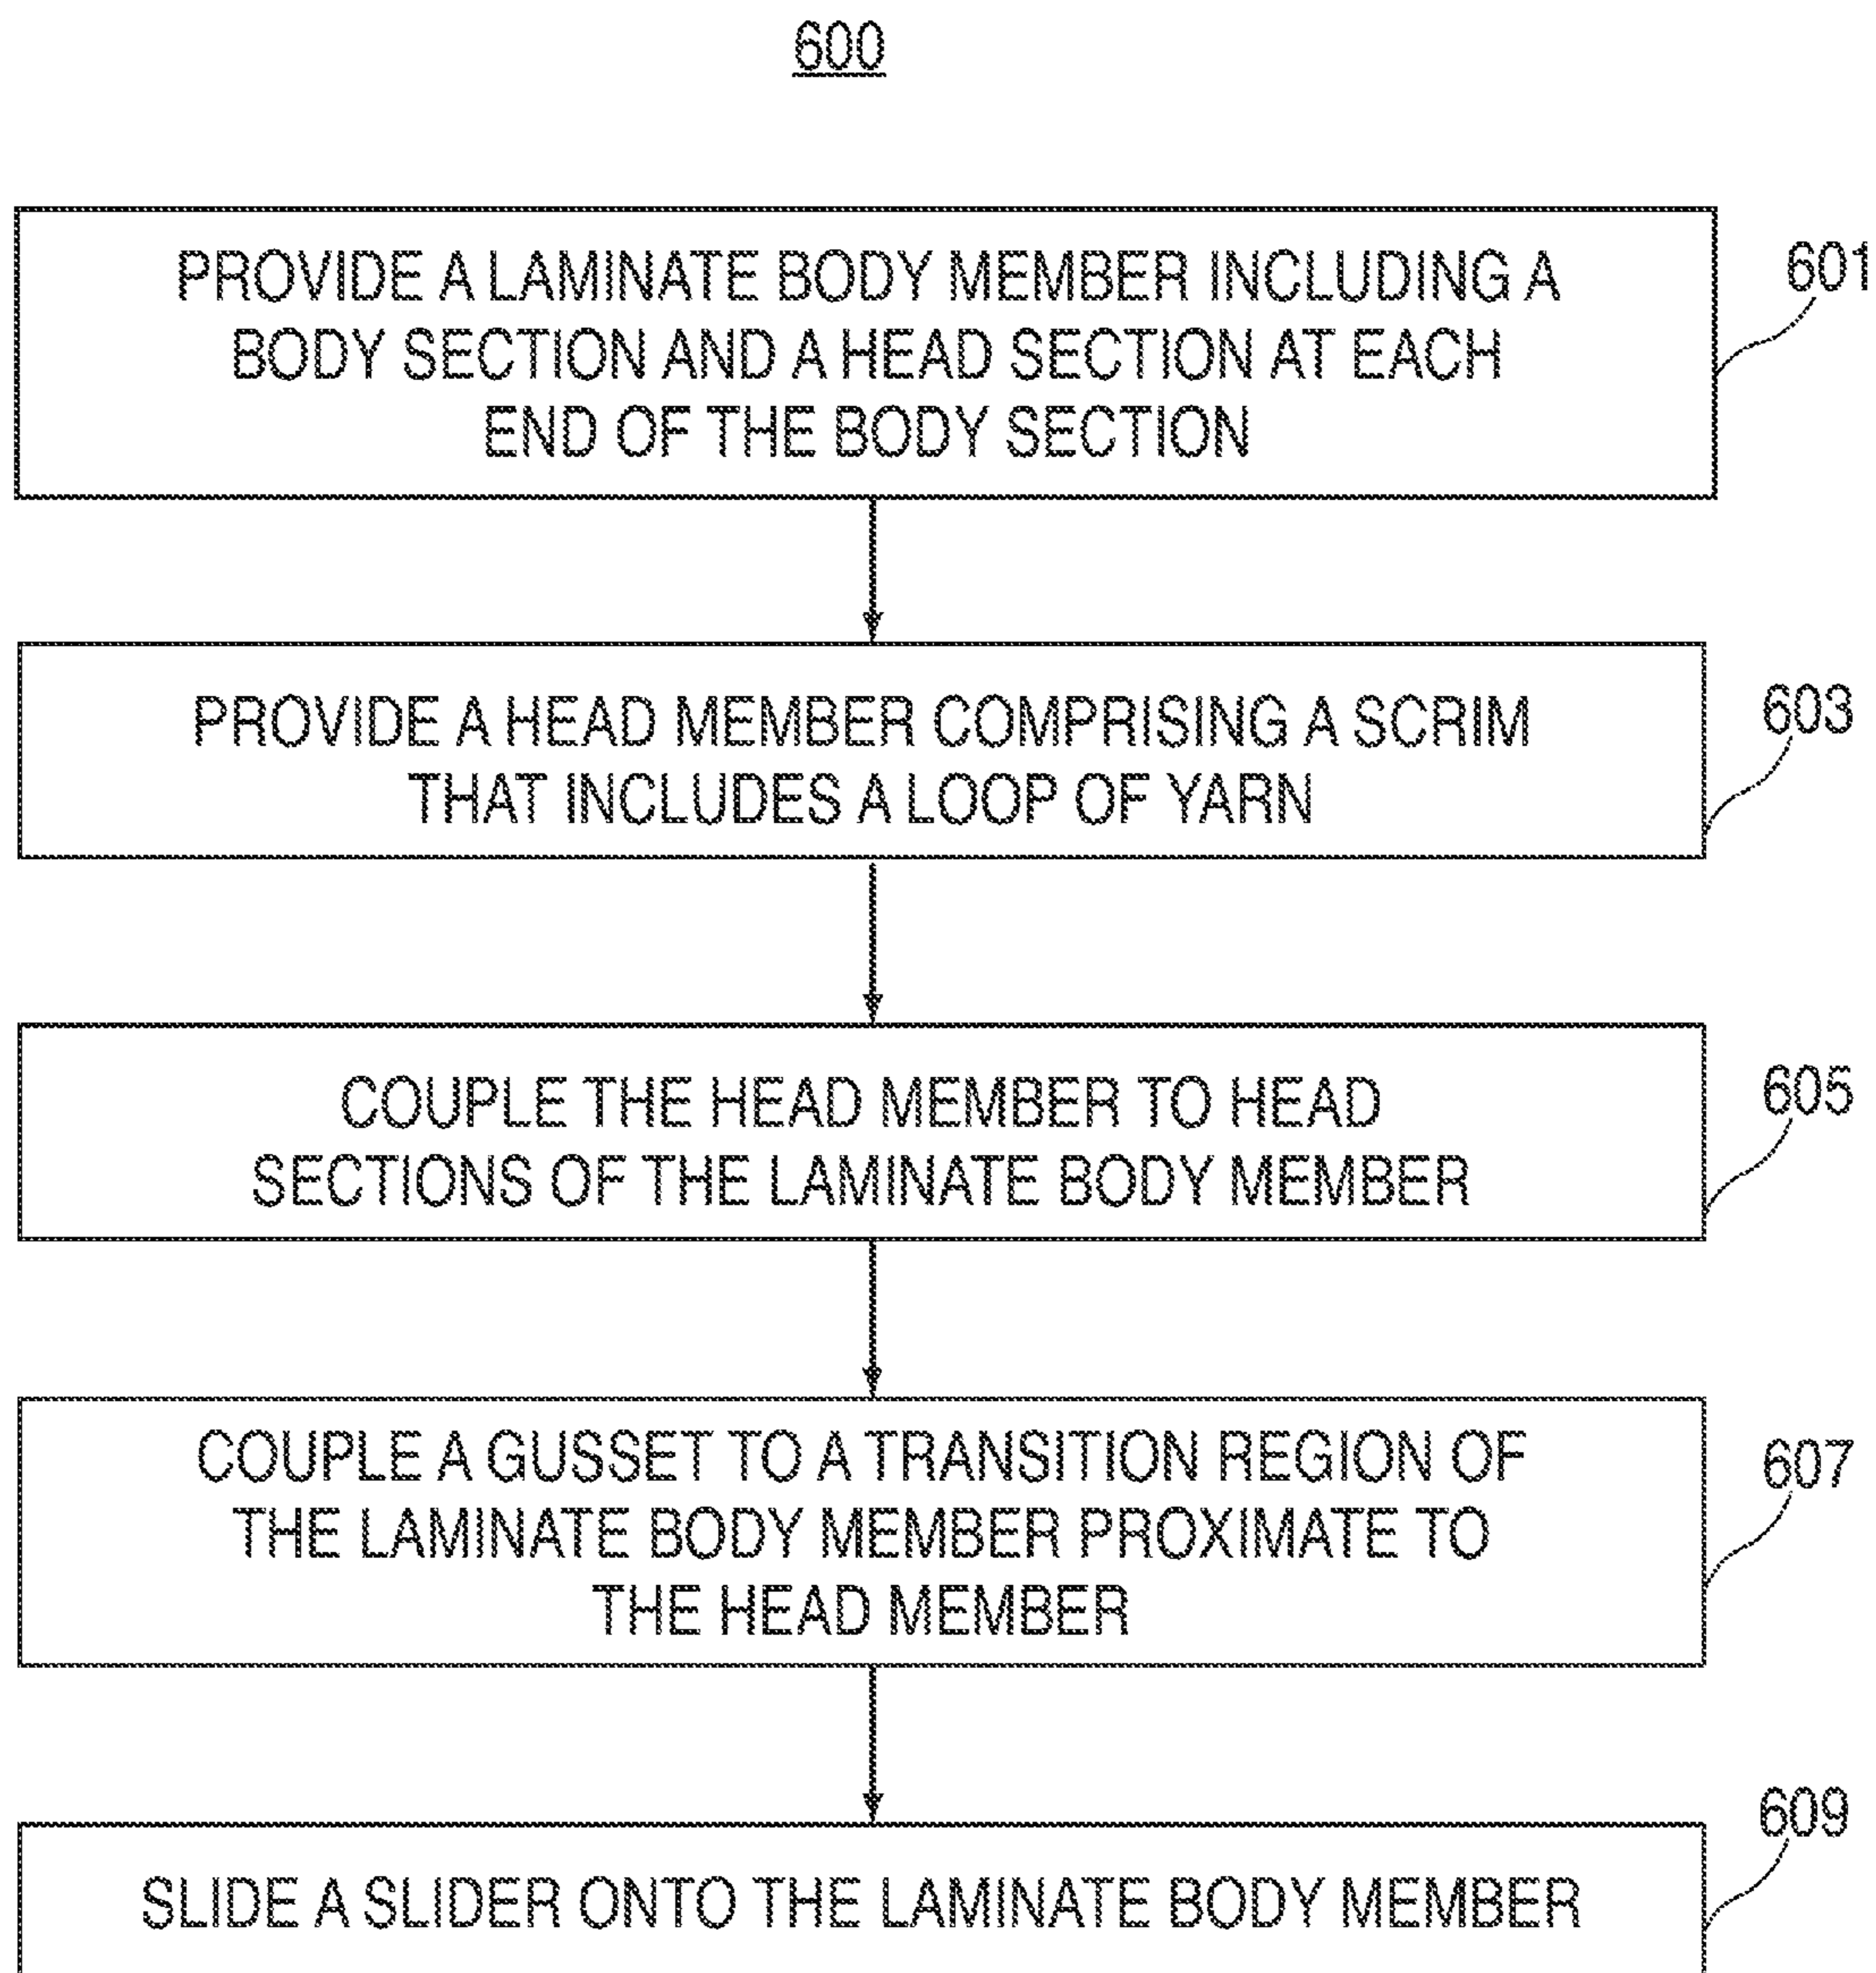 600
PROVIDE A LAMINATE BODY MEMBER INCLUDING A
BODY SECTION AND A HEAD SECTION AT EACH
END OF THE BODY SECTION
601
PROVIDE A HEAD MEMBER COMPRISING A SCRIM
THAT INCLUDES A LOOP OF YARN
603
COUPLE THE HEAD MEMBER TO HEAD
SECTIONS OF THE LAMINATE BODY MEMBER
605
COUPLE A GUSSET TO A TRANSITION REGION OF
THE LAMINATE BODY MEMBER PROXIMATE TO
THE HEAD MEMBER
607
SLIDE A SLIDER ONTO THE LAMINATE BODY MEMBER
609